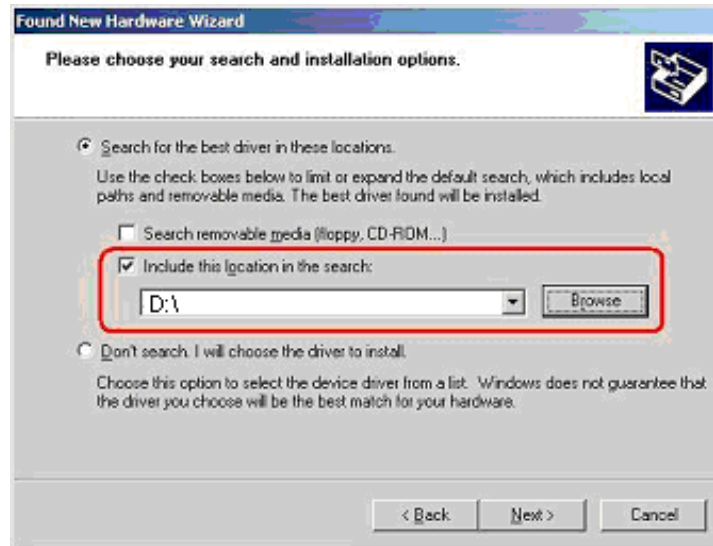 Found New Hardware Wizard
Please choose your search and installation options.
Search for the best driver in these locations.
Use the check boxes below to limit or expand the default search, which includes local
paths and removable media. The best driver found will be installed.
Search removable media (floppy, CD-ROM...)
Include this location in the search:
D:\
Browse
Don't search. I will choose the driver to install.
Choose this option to select the device driver from a list. Windows does not guarantee that
the driver you choose will be the best match for your hardware.
< Back Next > Cancel